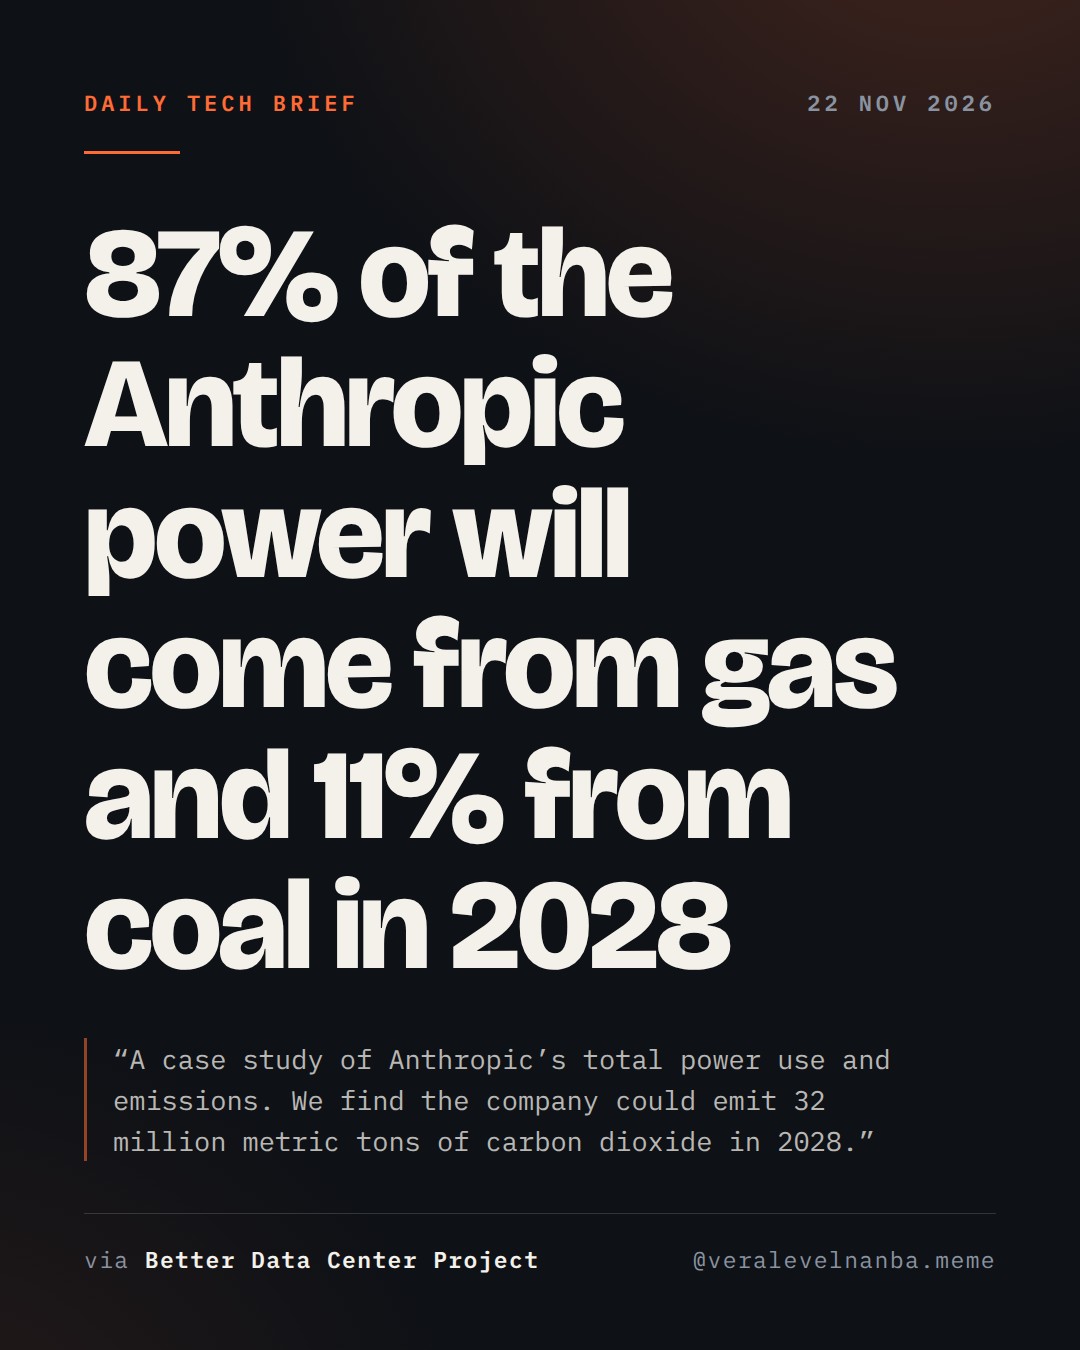 DAILY TECH BRIEF
22 NOV 2026
87% of the
Anthropic
power will
come from gas
and 11% from
coal in 2028
“A case study of Anthropic’s total power use and
emissions. We find the company could emit 32
million metric tons of carbon dioxide in 2028.”
via Better Data Center Project
@veralevelnanba.meme